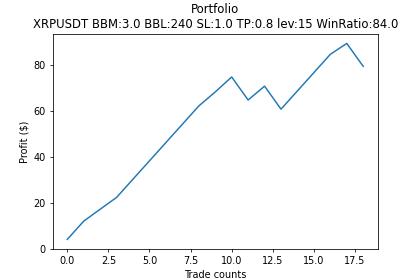 Portfolio
XRPUSDT BBM:3.0 BBL:240 SL:1.0 TP:0.8 lev:15 WinRatio:84.0
Profit ($)
80
60
40
20
0
0.0 2.5 5.0 7.5 10.0 12.5 15.0 17.5
Trade counts